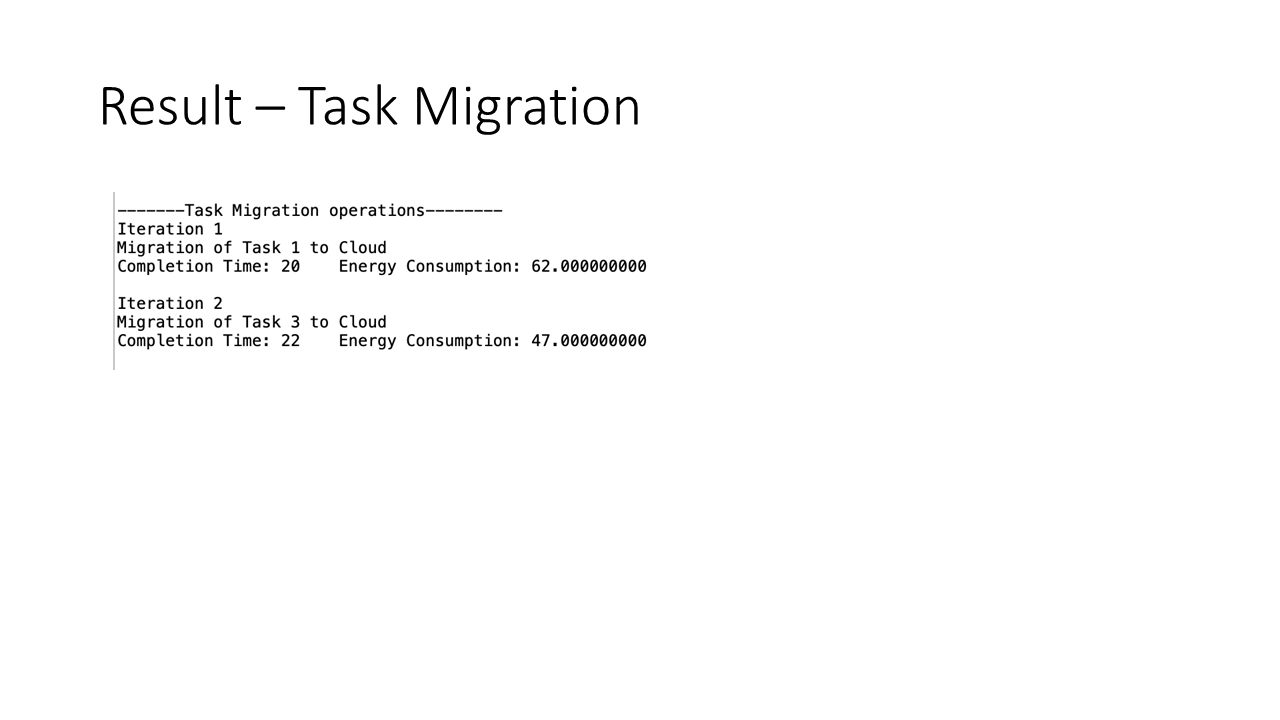 Result – Task Migration
-------Task Migration operations--------
Iteration 1
Migration of Task 1 to Cloud
Completion Time: 20    Energy Consumption: 62.000000000
Iteration 2
Migration of Task 3 to Cloud
Completion Time: 22    Energy Consumption: 47.000000000